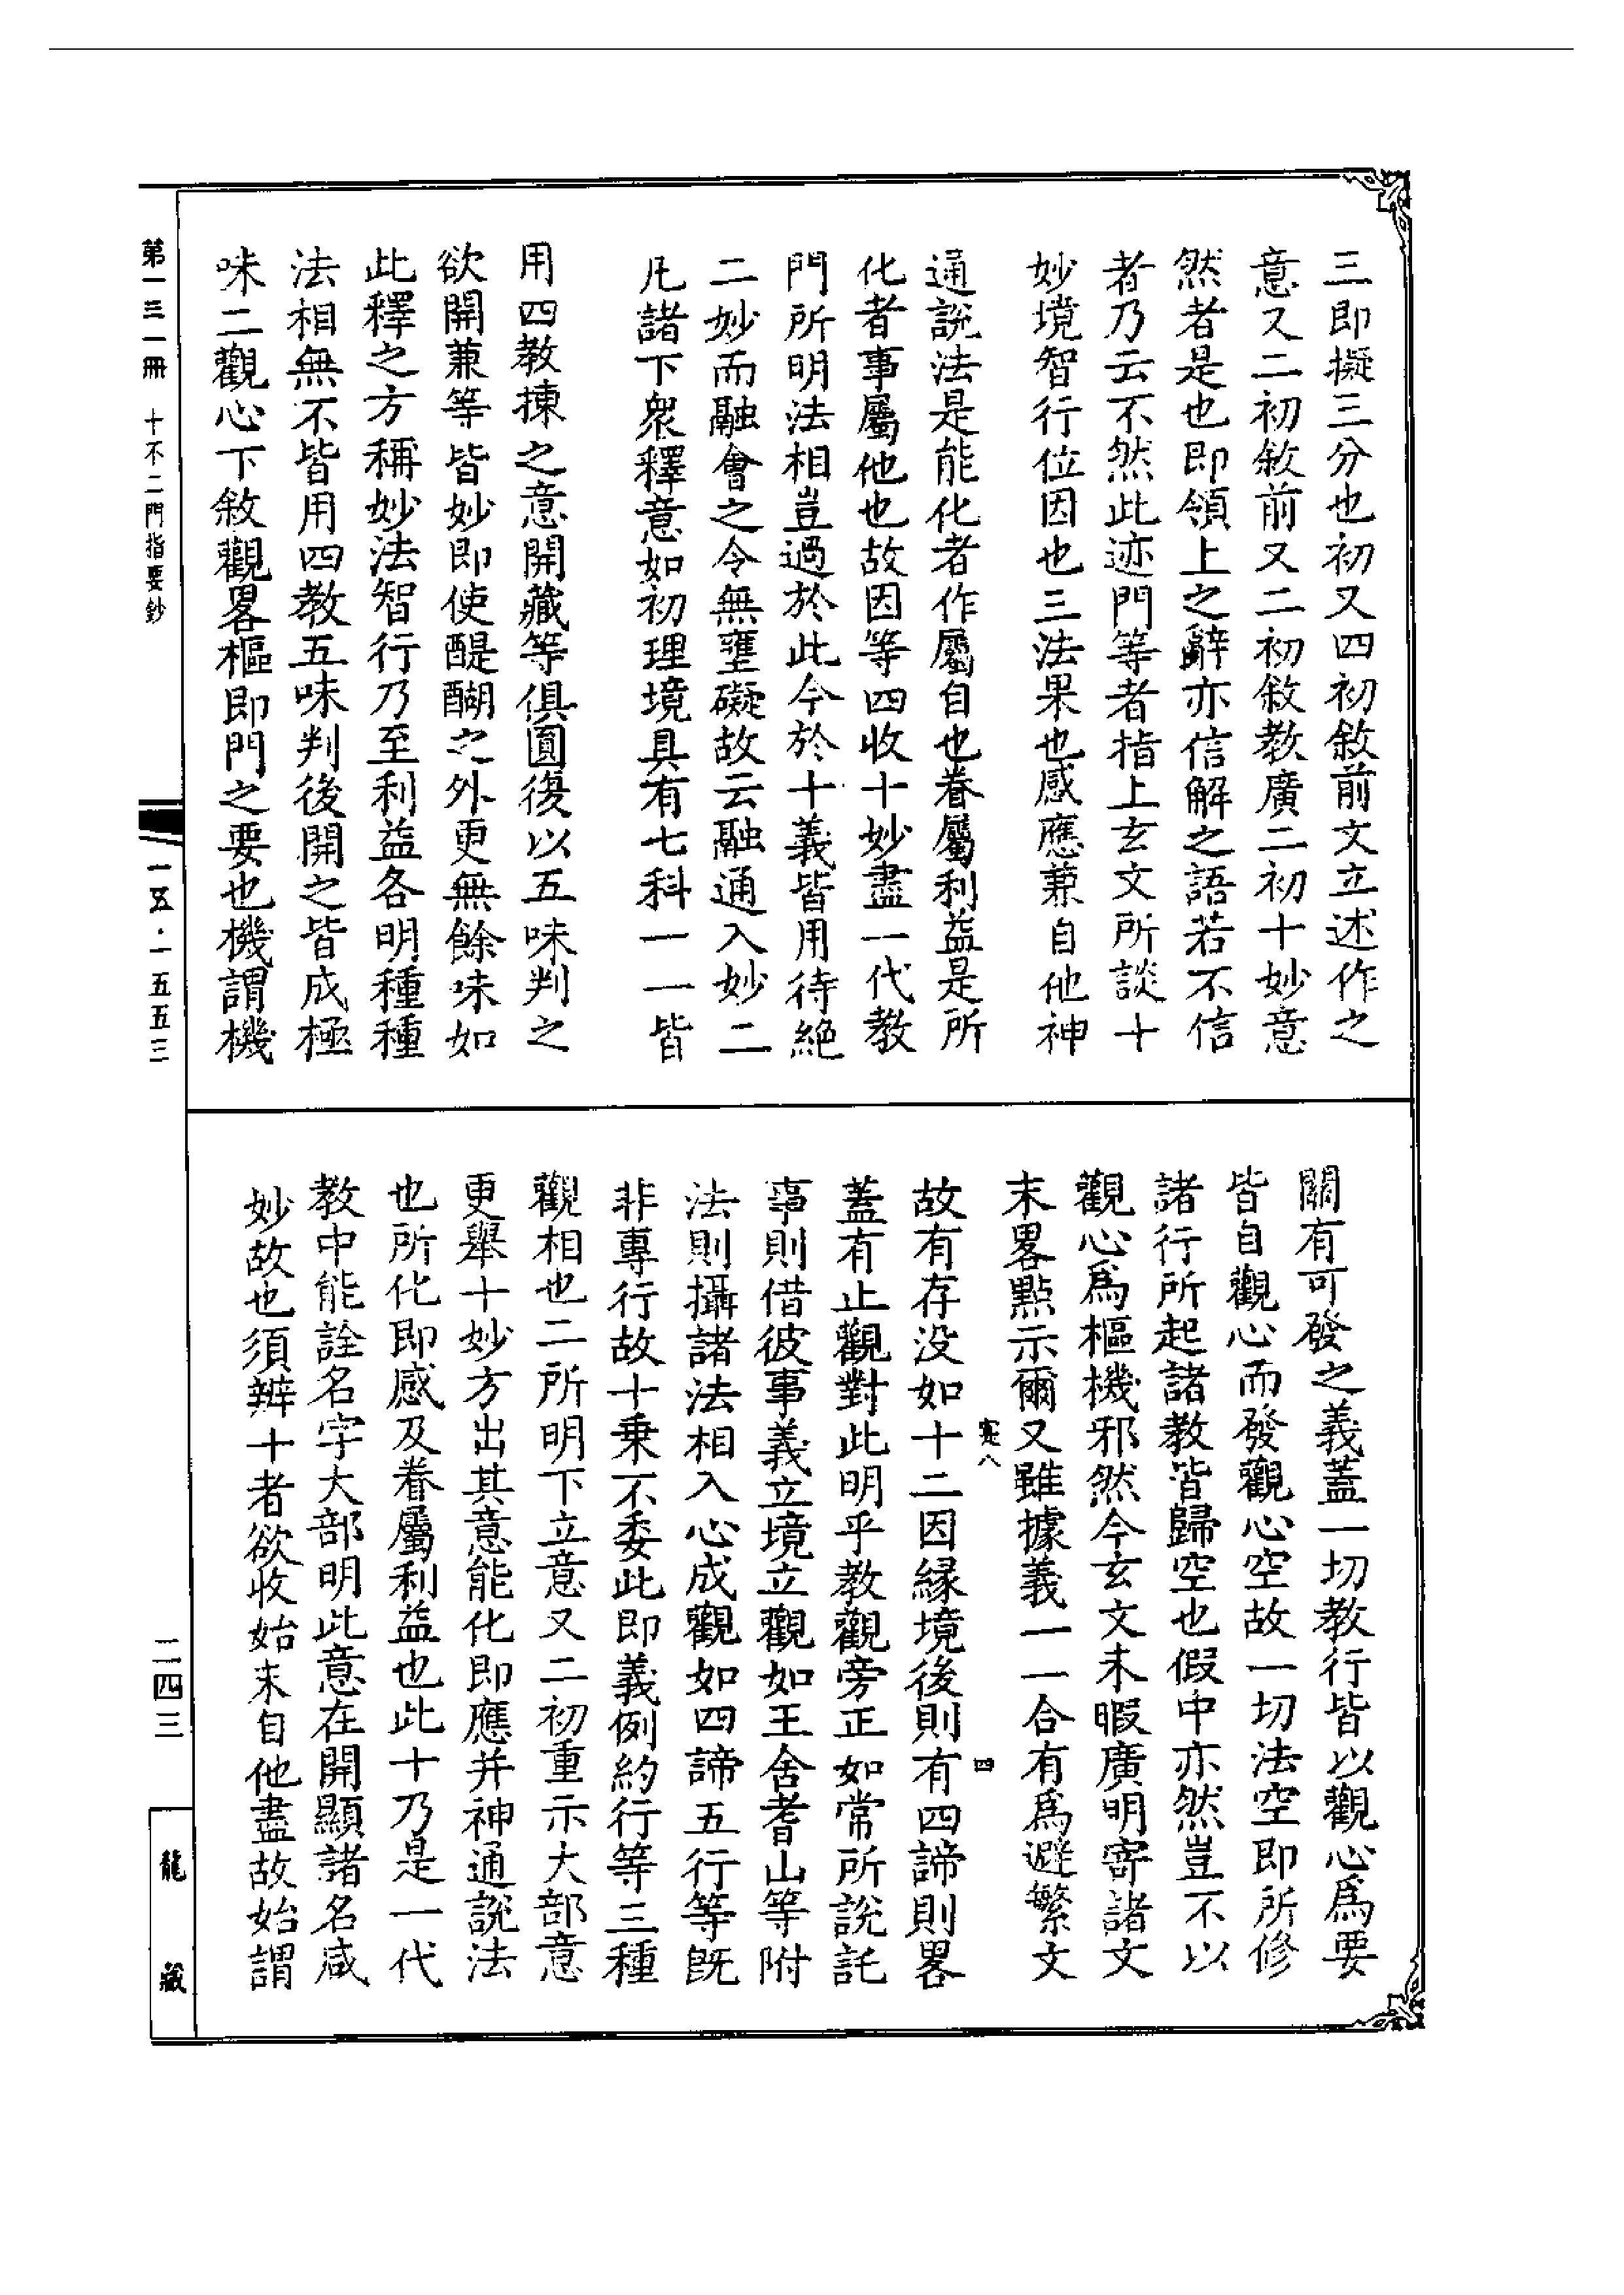 三即擬三分也初又四初敘前文立述作之
意又二初敘前又二初敘教廣二初十妙意
然者是也即領上之辭亦信解之語若不信
者乃云不然此迹門等者指上玄文所談十
妙境智行位因也三法果也感應兼自他神
通説法是能化者作屬自也眷屬利益是所
化者事屬他也故因等四收十妙盡一代教
門所明法相豈過於此今於十義皆用待絶
二妙而融會之令無壅礙故云融通入妙二
凡諸下衆釋意如初理境具有七科一一皆
用四教揀之意開藏等俱圓復以五味判之
欲開兼等皆妙即使醍醐之外更無餘味如
此釋之方稱妙法智行乃至利益各明種種
法相無不皆用四教五味判後開之皆成極
味二觀心下敘觀畧樞即門之要也機謂機
關有可發之義蓋一切教行皆以觀心爲要
皆自觀心而發觀心空故一切法空即所修
諸行所起諸教皆歸空也假中亦然豈不以
觀心爲樞機邪然今玄文未暇廣明寄諸文
末畧點示爾又雖據義一一合有爲避繁文
故有存没如十二因縁境後則有四諦則畧
蓋有止觀對此明乎教觀旁正如常所説託
事則借彼事義立境立觀如王舍耆山等附
法則攝諸法相入心成觀如四諦五行等既
非專行故十乗不委此即義例約行等三種
觀相也二所明下立意又二初重示大部意
更舉十妙方出其意能化即應并神通説法
也所化即感及眷屬利益也此十乃是一代
教中能詮名字大部明此意在開顯諸名咸
妙故也須辨十者欲收始末自他盡故始謂
八
四
第一三一冊　十不二門指要鈔
一五・一五五三
二四三
龍藏